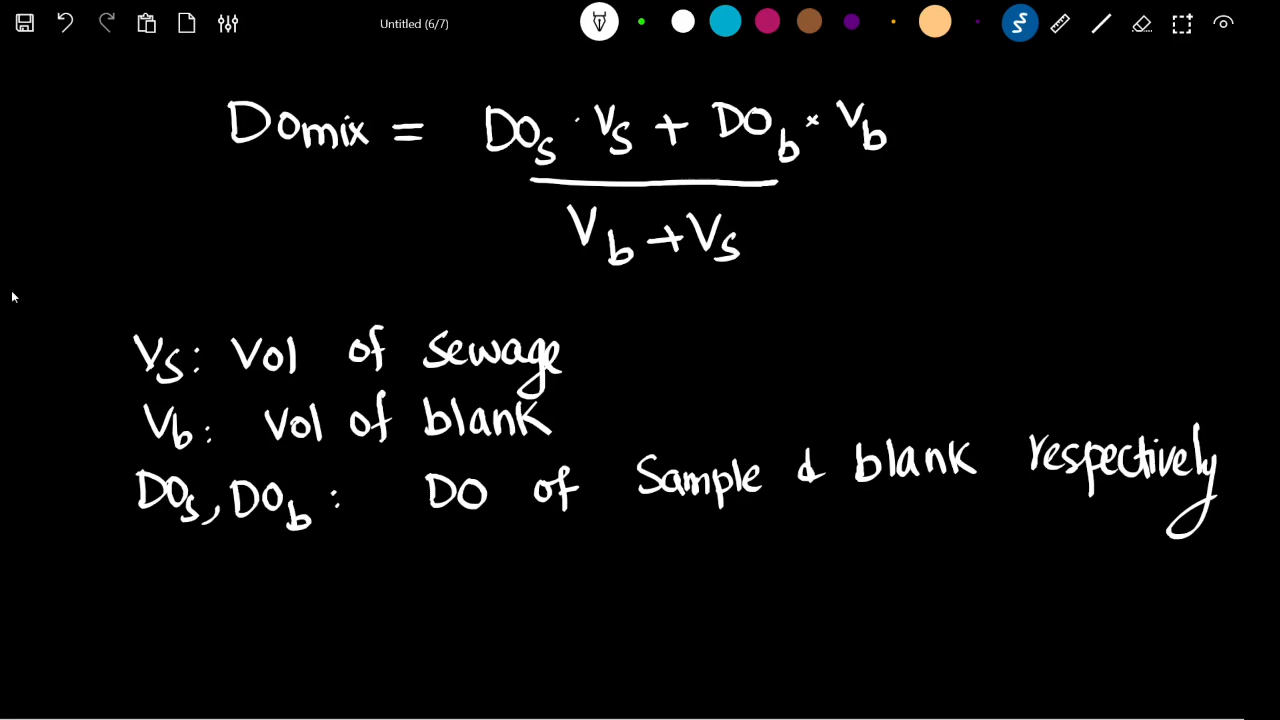 Untitled (6/7)
DOmix = DOs · Vs + DOb × Vb
Vb + Vs
Vs: Vol of sewage
Vb: Vol of blank
DOs, DOb: DO of Sample & blank respectively